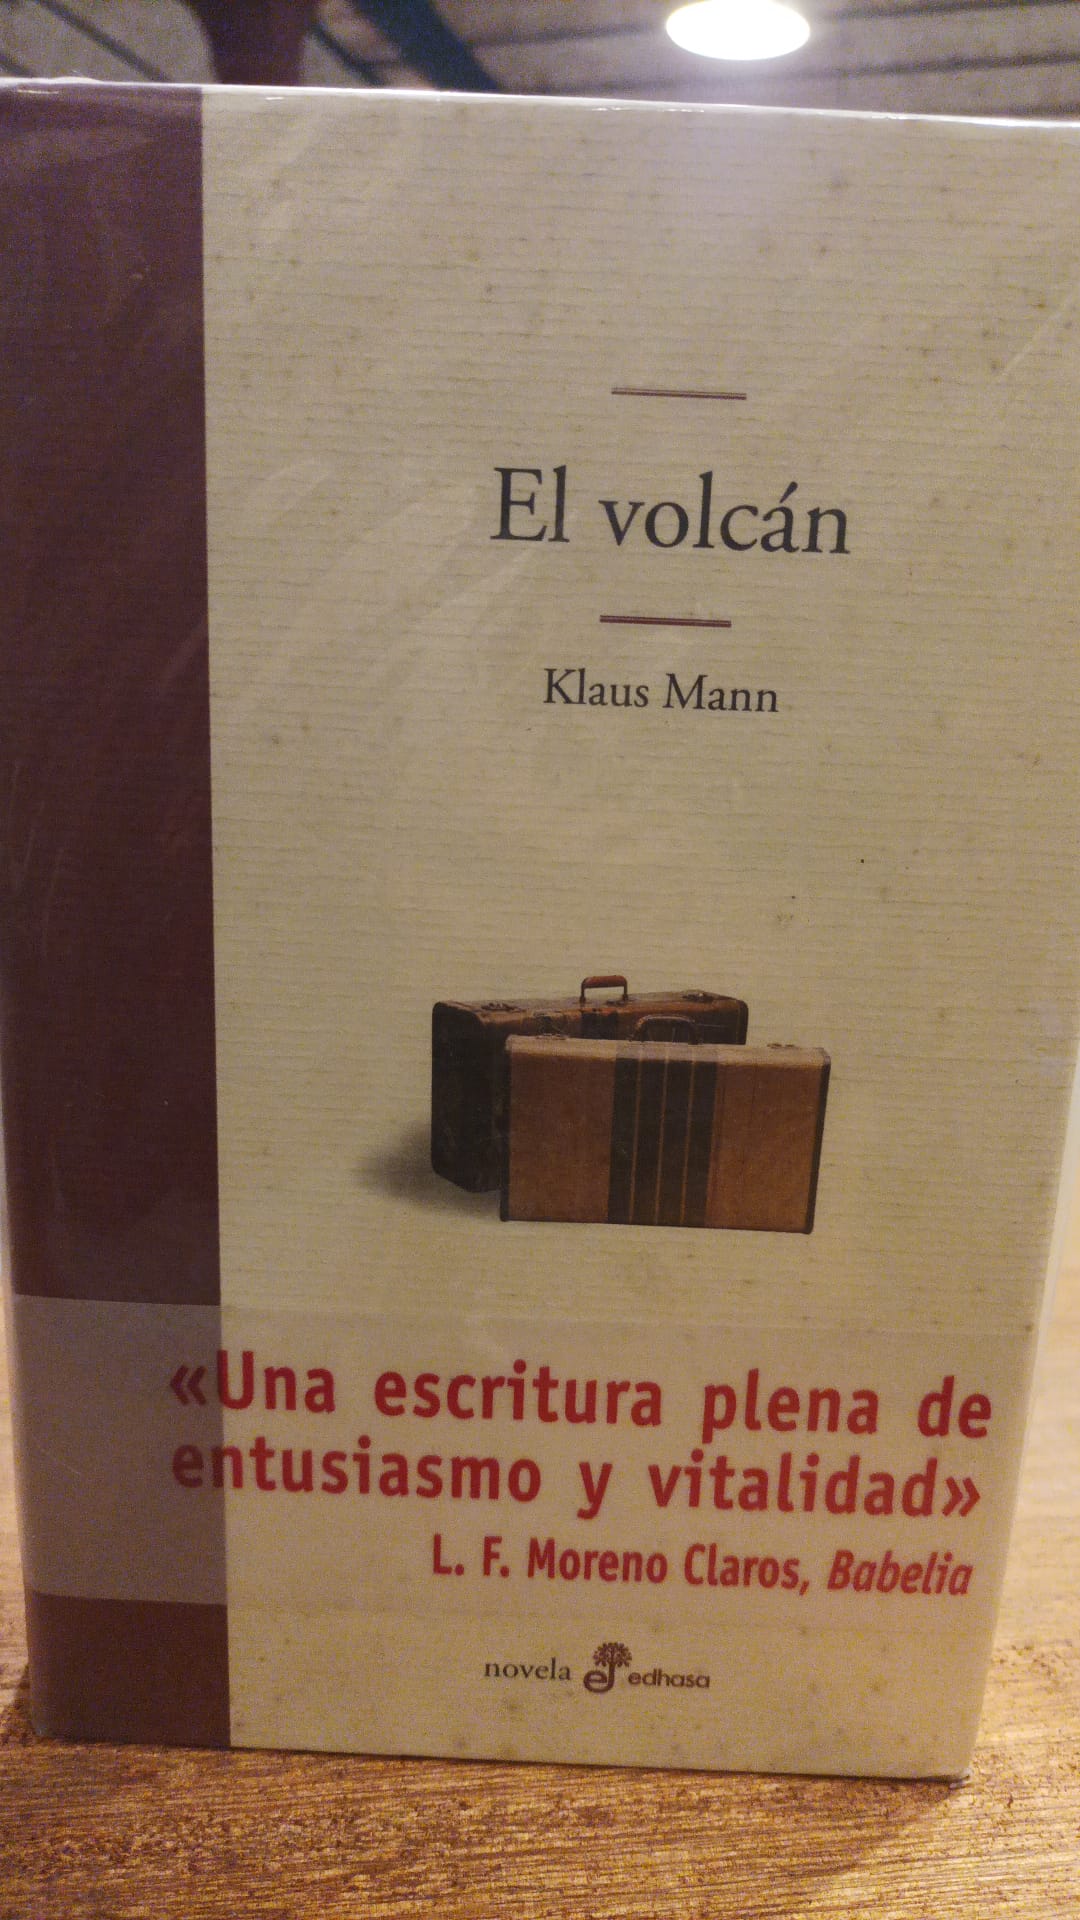 El volcán
Klaus Mann
«Una escritura plena de
entusiasmo y vitalidad»
L. F. Moreno Claros, Babelia
novela e edhasa